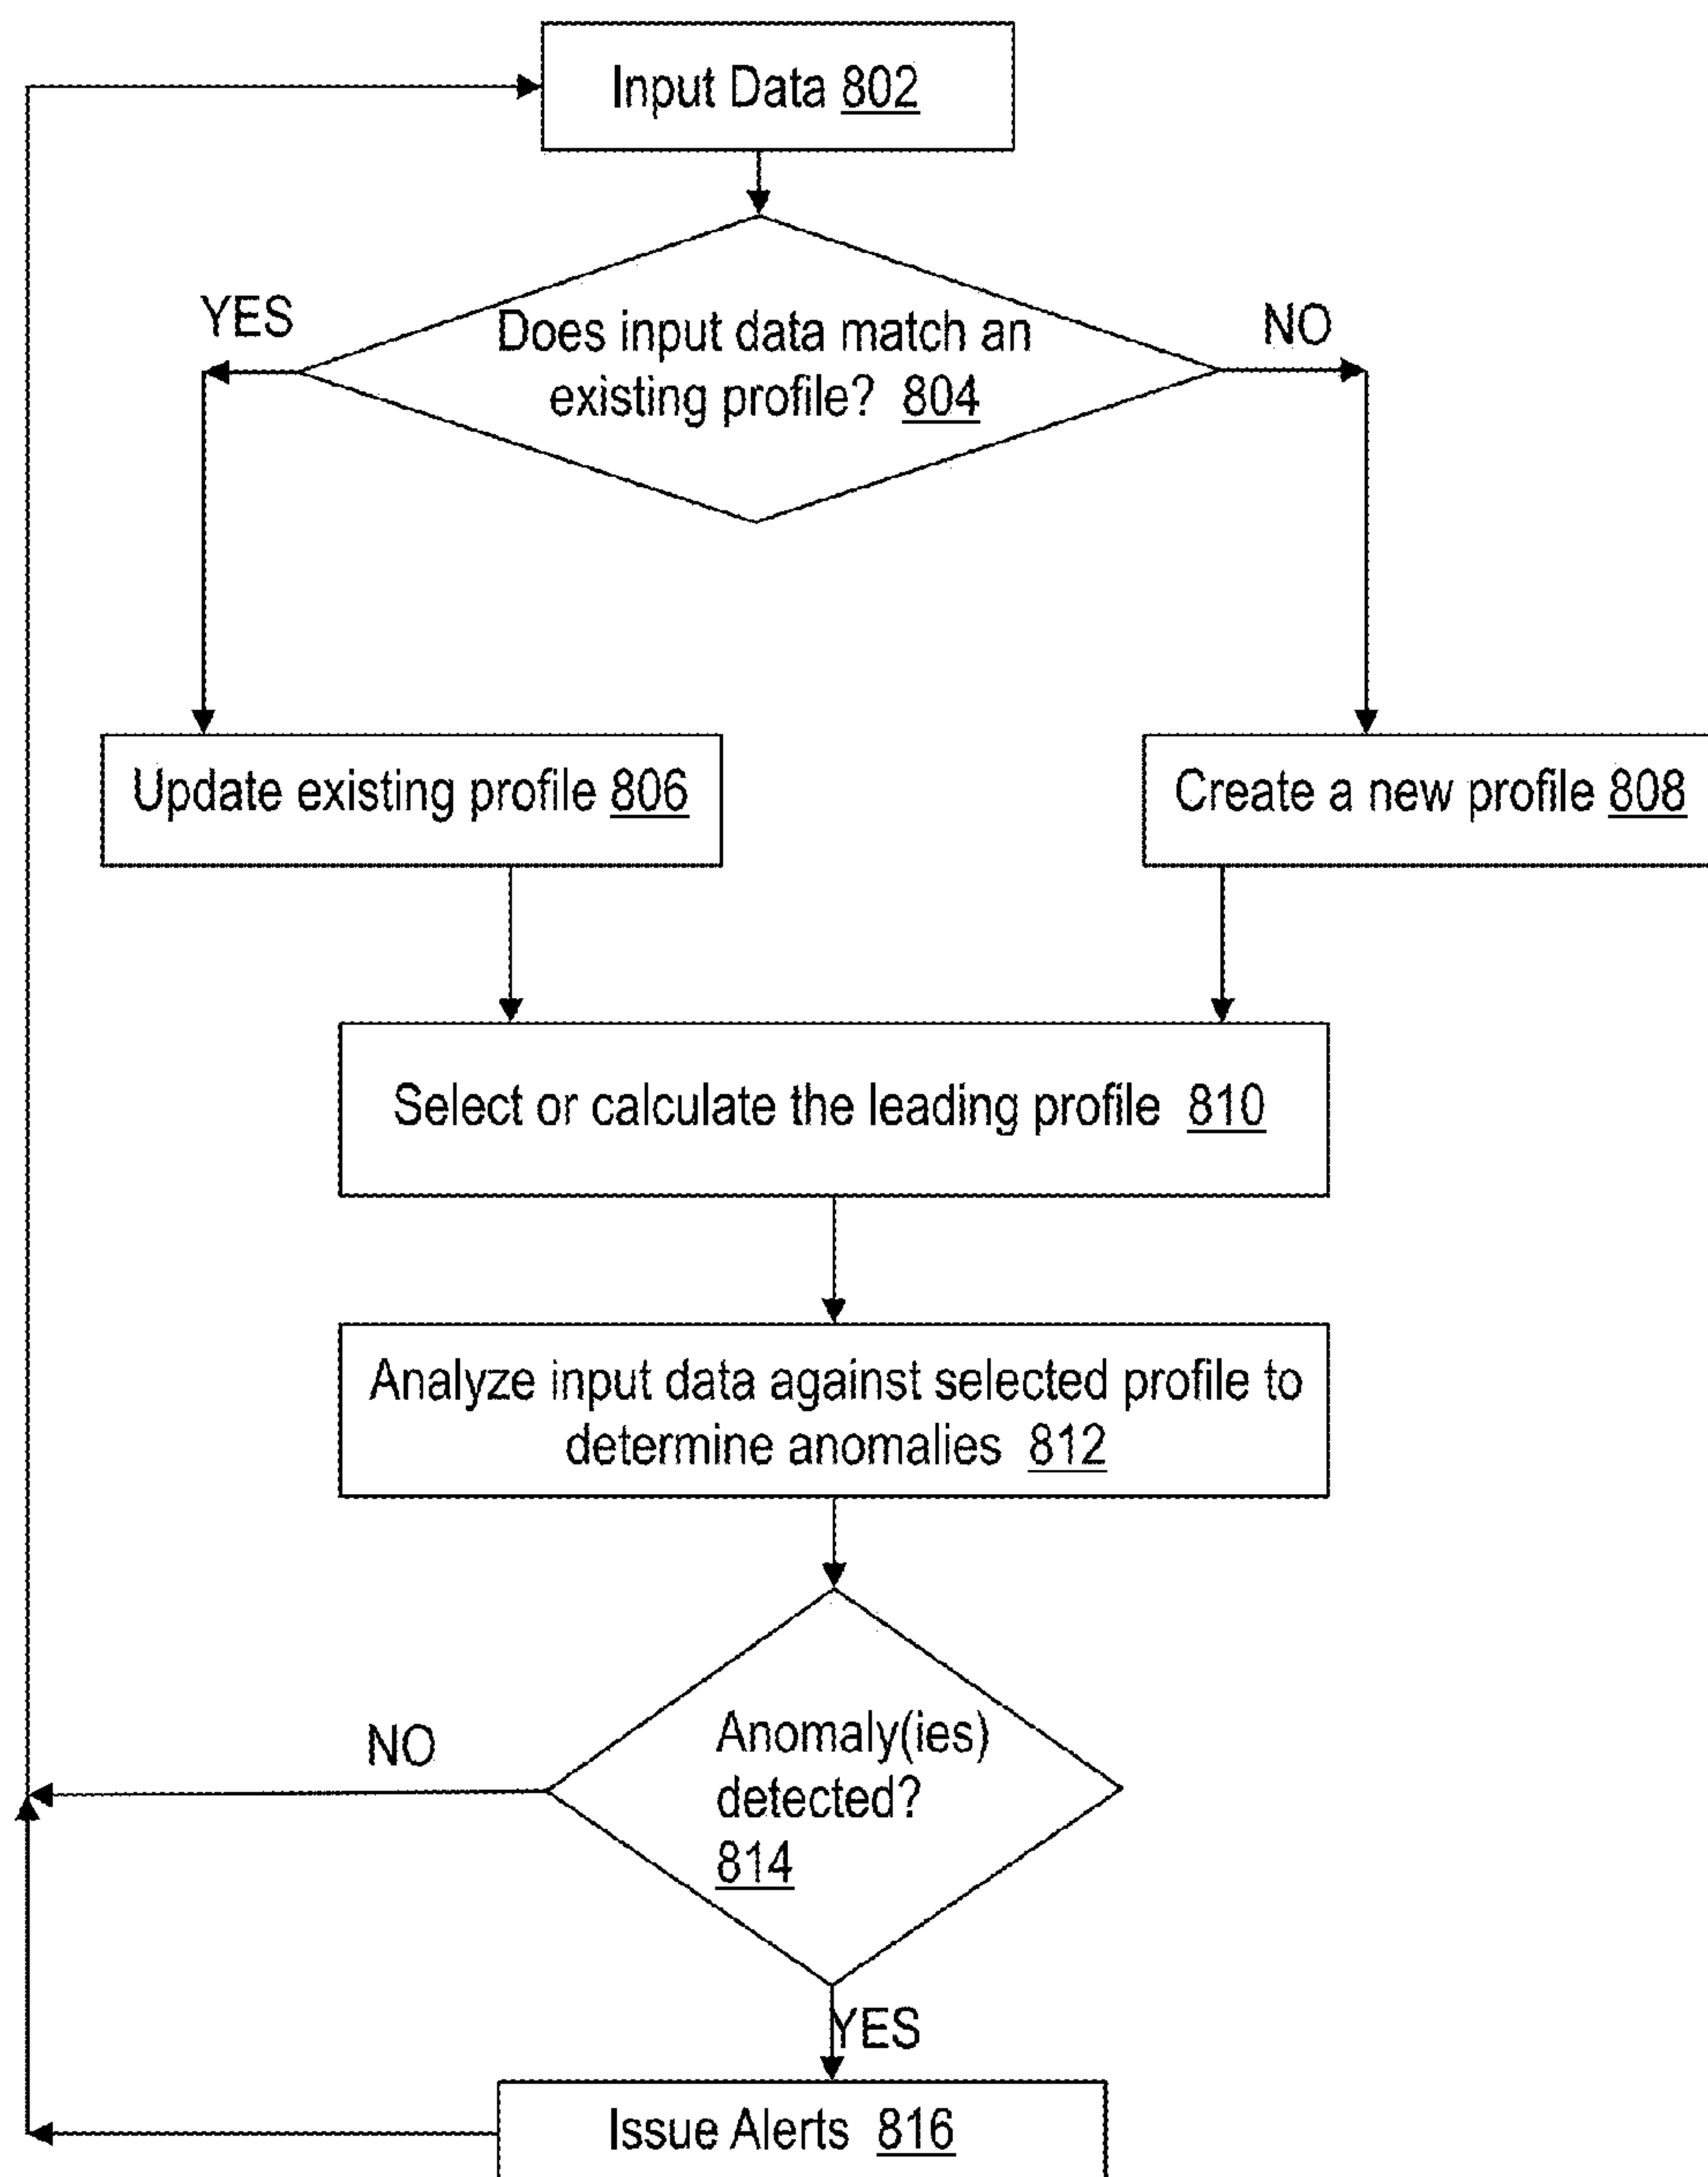 Input Data 802
YES
NO
Does input data match an
existing profile? 804
Update existing profile 806
Create a new profile 808
Select or calculate the leading profile 810
Analyze input data against selected profile to
determine anomalies 812
NO
Anomaly(ies)
detected?
814
YES
Issue Alerts 816